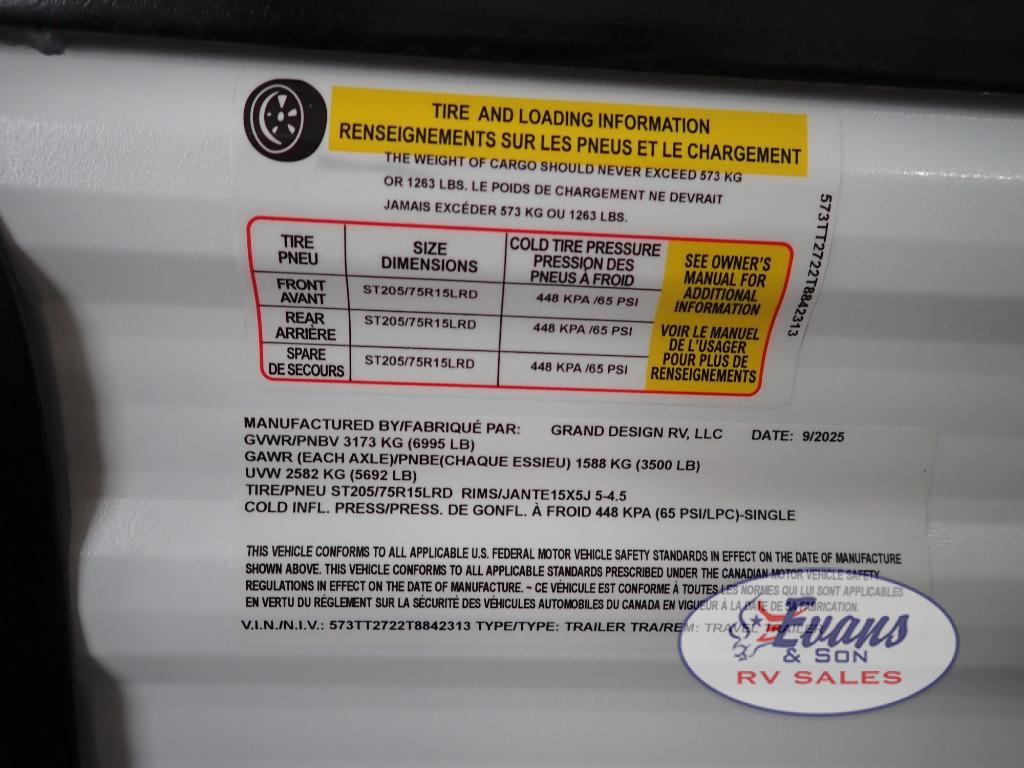 TIRE AND LOADING INFORMATION
RENSEIGNEMENTS SUR LES PNEUS ET LE CHARGEMENT
THE WEIGHT OF CARGO SHOULD NEVER EXCEED 573 KG
OR 1263 LBS. LE POIDS DE CHARGEMENT NE DEVRAIT
JAMAIS EXCÉDER 573 KG OU 1263 LBS.
TIRE
PNEU
SIZE
DIMENSIONS
COLD TIRE PRESSURE
PRESSION DES
PNEUS À FROID
FRONT
AVANT
ST205/75R15LRD
448 KPA /65 PSI
REAR
ARRIÈRE
ST205/75R15LRD
448 KPA /65 PSI
SPARE
DE SECOURS
ST205/75R15LRD
448 KPA /65 PSI
SEE OWNER'S
MANUAL FOR
ADDITIONAL
INFORMATION
VOIR LE MANUEL
DE L'USAGER
POUR PLUS DE
RENSEIGNEMENTS
573TT2722T8842313
MANUFACTURED BY/FABRIQUÉ PAR: GRAND DESIGN RV, LLC DATE: 9/2025
GVWR/PNBV 3173 KG (6995 LB)
GAWR (EACH AXLE)/PNBE(CHAQUE ESSIEU) 1588 KG (3500 LB)
UVW 2582 KG (5692 LB)
TIRE/PNEU ST205/75R15LRD RIMS/JANTE15X5J 5-4.5
COLD INFL. PRESS/PRESS. DE GONFL. À FROID 448 KPA (65 PSI/LPC)-SINGLE
THIS VEHICLE CONFORMS TO ALL APPLICABLE U.S. FEDERAL MOTOR VEHICLE SAFETY STANDARDS IN EFFECT ON THE DATE OF MANUFACTURE
SHOWN ABOVE. THIS VEHICLE CONFORMS TO ALL APPLICABLE STANDARDS PRESCRIBED UNDER THE CANADIAN MOTOR VEHICLE SAFETY
REGULATIONS IN EFFECT ON THE DATE OF MANUFACTURE. ~ CE VÉHICULE EST CONFORME À TOUTES LES NORMES QUI LUI SONT APPLICABLES
EN VERTU DU RÉGLEMENT SUR LA SÉCURITÉ DES VÉHICULES AUTOMOBILES DU CANADA EN VIGUEUR À LA DATE DE SA FABRICATION.
V.I.N./N.I.V.: 573TT2722T8842313 TYPE/TYPE: TRAILER TRA/REM: TRAVEL TRAILER
Evans
& SON
RV SALES